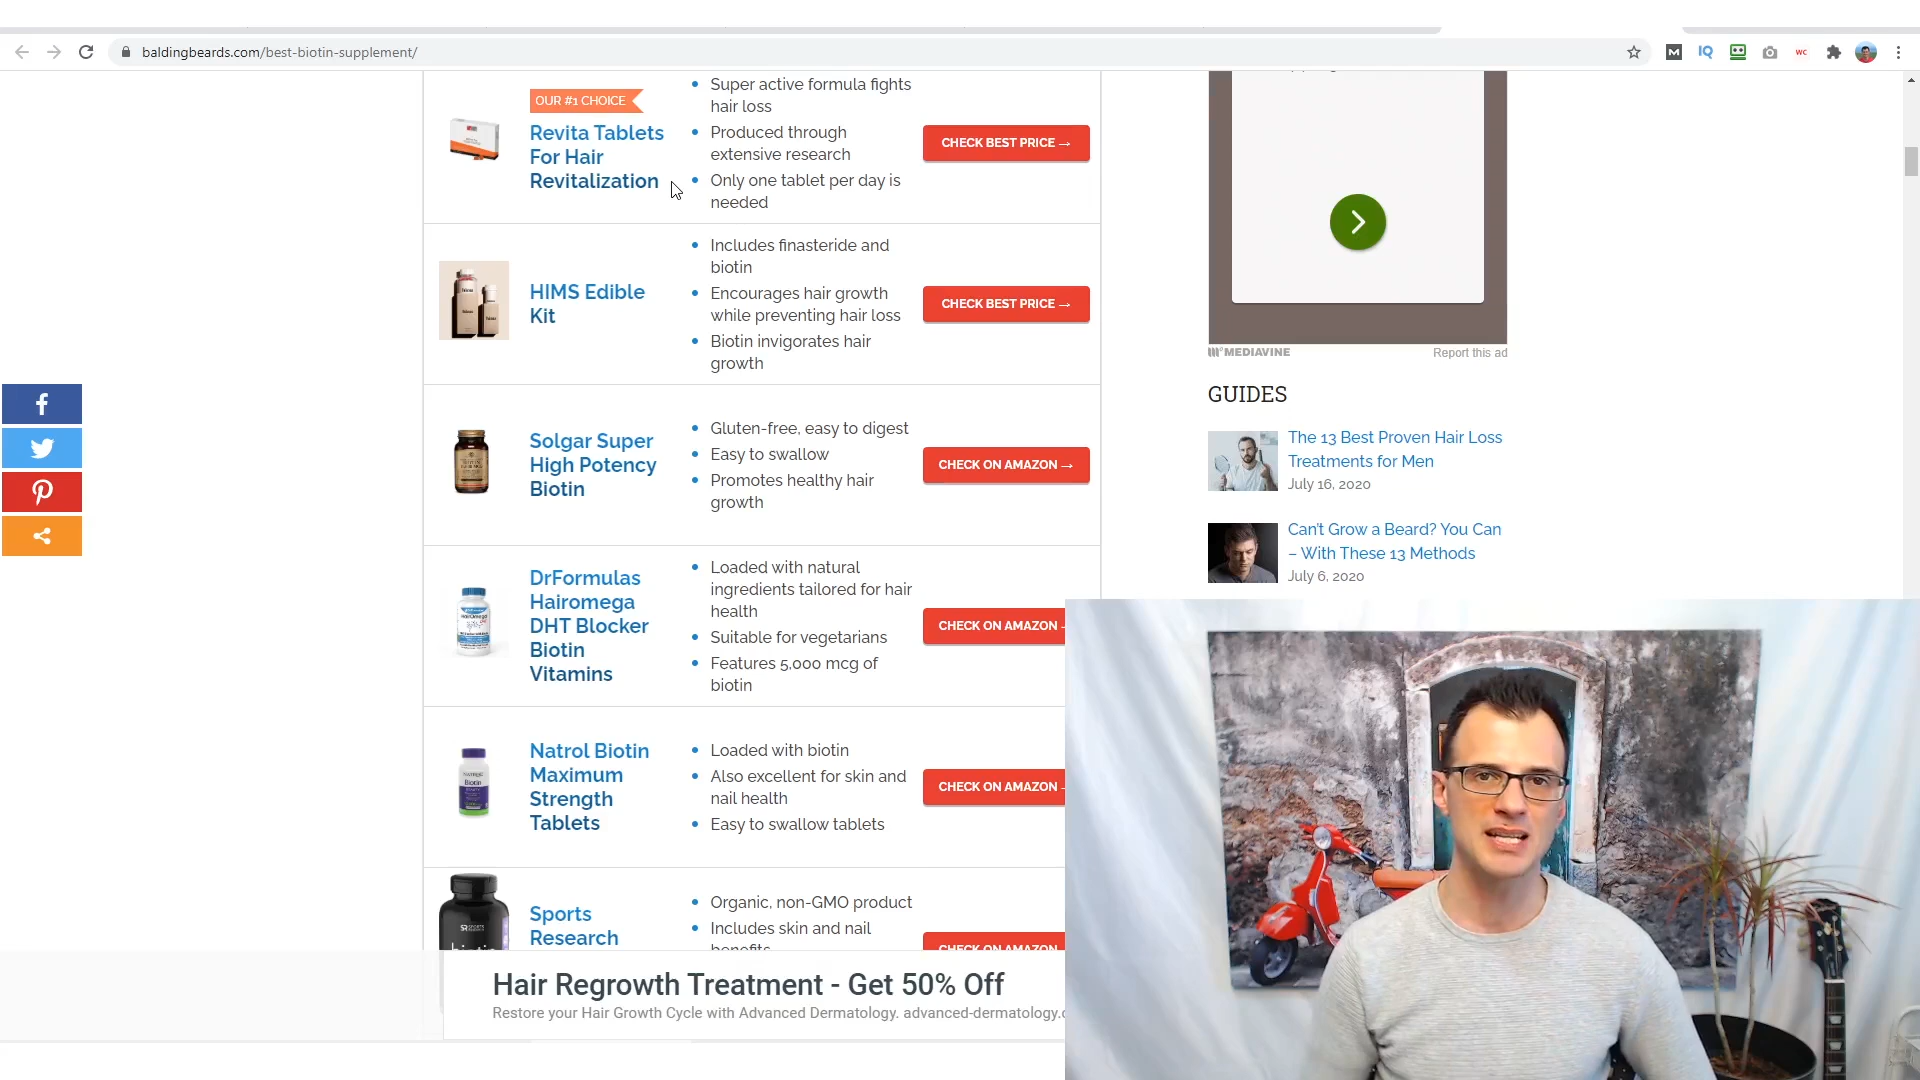 baldingbeards.com/best-biotin-supplement/
M
IQ
WC
OUR #1 CHOICE
Revita Tablets
For Hair
Revitalization
Super active formula fights
hair loss
Produced through
extensive research
Only one tablet per day is
needed
CHECK BEST PRICE →
HIMS Edible
Kit
Includes finasteride and
biotin
Encourages hair growth
while preventing hair loss
Biotin invigorates hair
growth
CHECK BEST PRICE →
Solgar Super
High Potency
Biotin
Gluten-free, easy to digest
Easy to swallow
Promotes healthy hair
growth
CHECK ON AMAZON →
DrFormulas
Hairomega
DHT Blocker
Biotin
Vitamins
Loaded with natural
ingredients tailored for hair
health
Suitable for vegetarians
Features 5,000 mcg of
biotin
CHECK ON AMAZON
Natrol Biotin
Maximum
Strength
Tablets
Loaded with biotin
Also excellent for skin and
nail health
Easy to swallow tablets
CHECK ON AMAZON
Sports
Research
Organic, non-GMO product
Includes skin and nail
benefits
CHECK ON AMAZON
Hair Regrowth Treatment - Get 50% Off
Restore your Hair Growth Cycle with Advanced Dermatology. advanced-dermatology.c
MEDIAVINE
Report this ad
GUIDES
The 13 Best Proven Hair Loss
Treatments for Men
July 16, 2020
Can't Grow a Beard? You Can
– With These 13 Methods
July 6, 2020